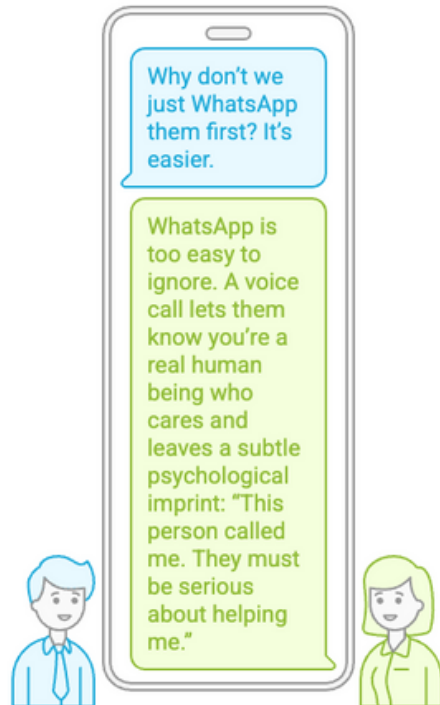 Why don’t we
just WhatsApp
them first? It’s
easier.
WhatsApp is
too easy to
ignore. A voice
call lets them
know you’re a
real human
being who
cares and
leaves a subtle
psychological
imprint: “This
person called
me. They must
be serious
about helping
me.”